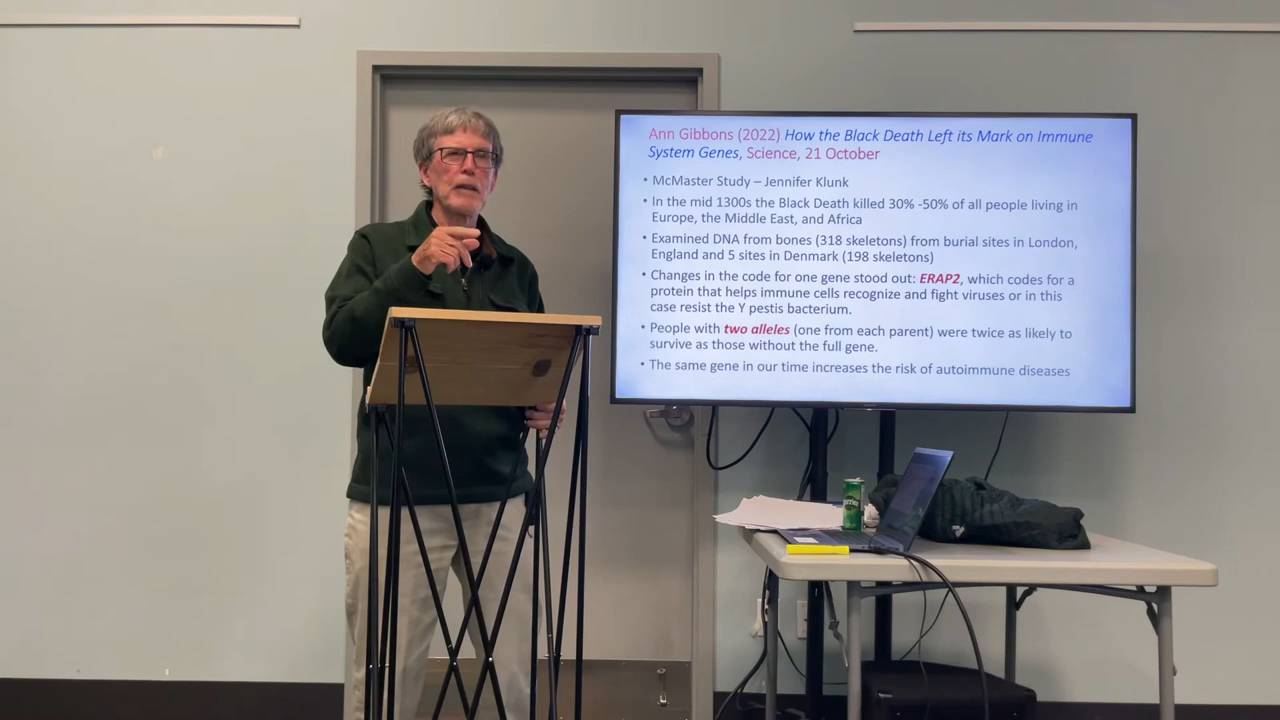 Ann Gibbons (2022) How the Black Death Left its Mark on Immune
System Genes, Science, 21 October
• McMaster Study – Jennifer Klunk
• In the mid 1300s the Black Death killed 30% -50% of all people living in
Europe, the Middle East, and Africa
• Examined DNA from bones (318 skeletons) from burial sites in London,
England and 5 sites in Denmark (198 skeletons)
• Changes in the code for one gene stood out: ERAP2, which codes for a
protein that helps immune cells recognize and fight viruses or in this
case resist the Y pestis bacterium.
• People with two alleles (one from each parent) were twice as likely to
survive as those without the full gene.
• The same gene in our time increases the risk of autoimmune diseases
perrier